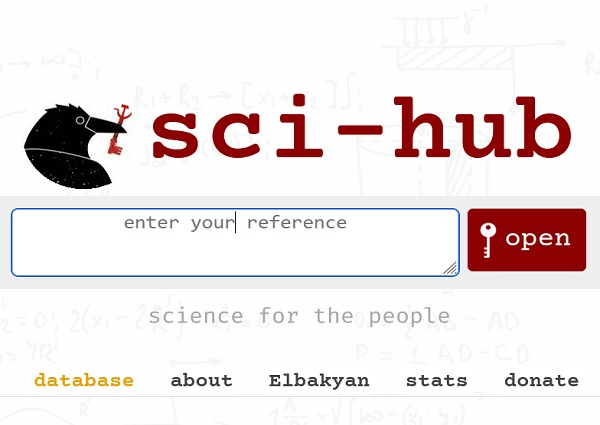 sci-hub
enter your reference
open
science for the people
database about Elbakyan stats donate